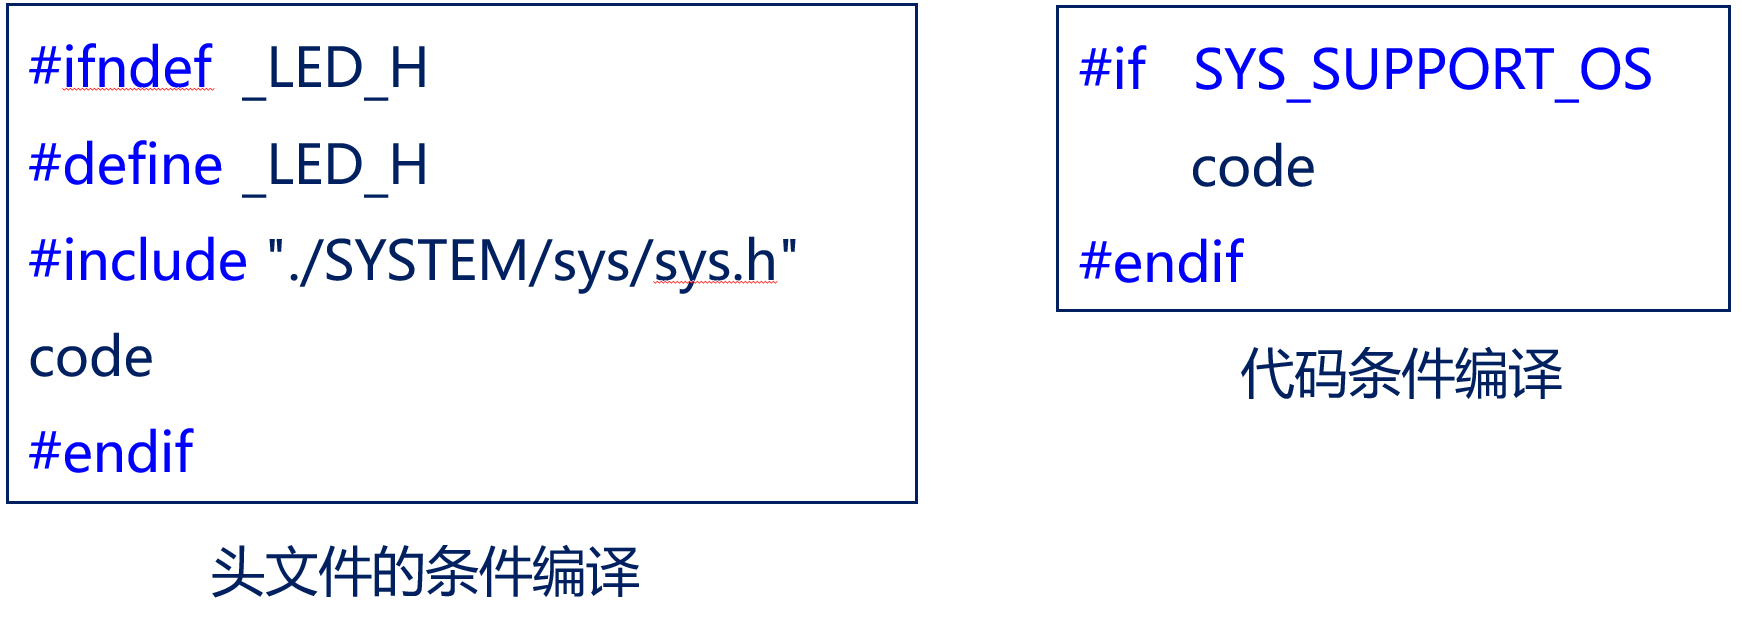 #ifndef _LED_H
#define _LED_H
#include "./SYSTEM/sys/sys.h"
code
#endif
头文件的条件编译
#if SYS_SUPPORT_OS
code
#endif
代码条件编译